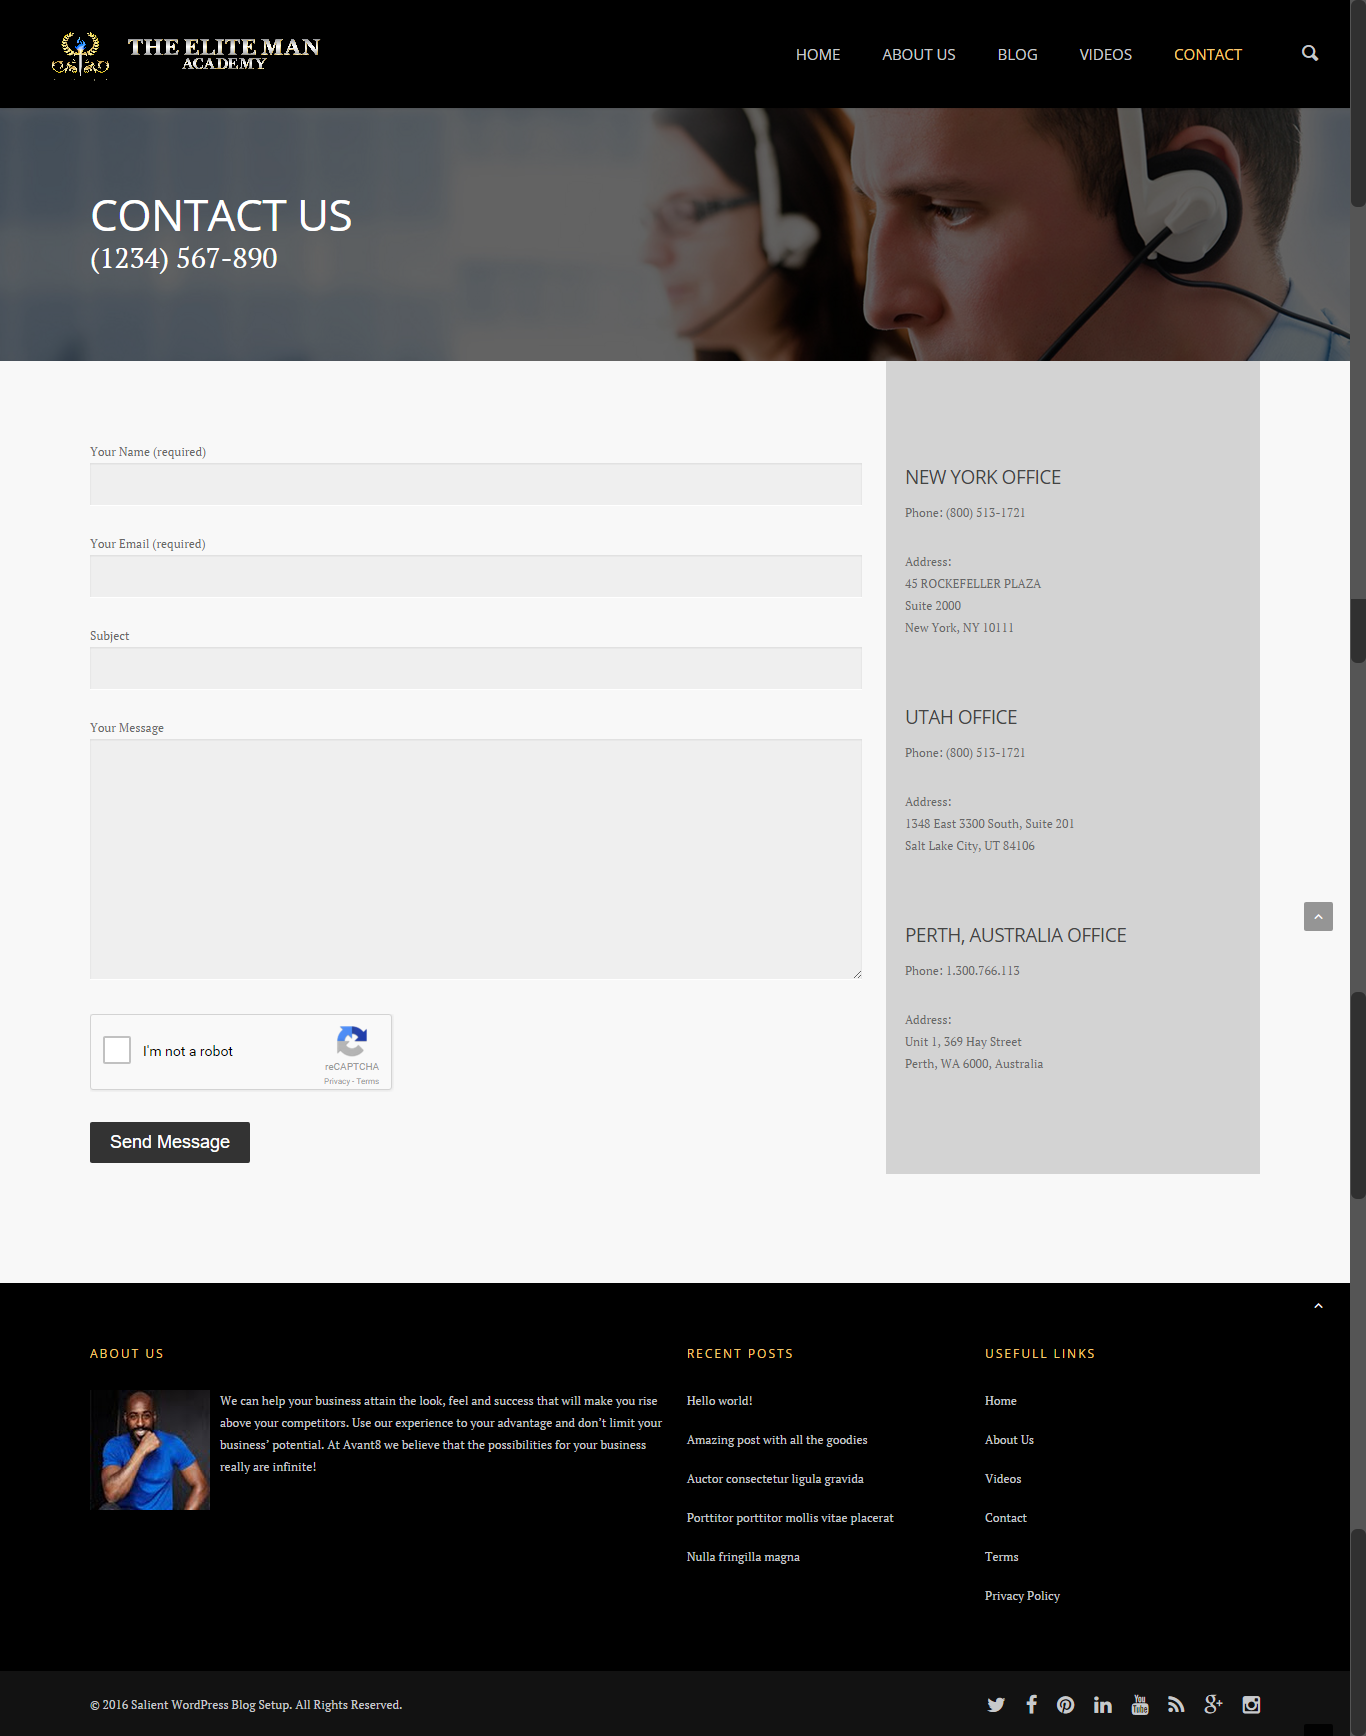 THE ELITE MAN
ACADEMY
HOME ABOUT US BLOG VIDEOS CONTACT
CONTACT US
(1234) 567-890
Your Name (required)
Your Email (required)
Subject
Your Message
I'm not a robot
reCAPTCHA
Privacy - Terms
Send Message
NEW YORK OFFICE
Phone: (800) 513-1721
Address:
45 ROCKEFELLER PLAZA
Suite 2000
New York, NY 10111
UTAH OFFICE
Phone: (800) 513-1721
Address:
1348 East 3300 South, Suite 201
Salt Lake City, UT 84106
PERTH, AUSTRALIA OFFICE
Phone: 1.300.766.113
Address:
Unit 1, 369 Hay Street
Perth, WA 6000, Australia
ABOUT US
We can help your business attain the look, feel and success that will make you rise
above your competitors. Use our experience to your advantage and don’t limit your
business’ potential. At Avant8 we believe that the possibilities for your business
really are infinite!
RECENT POSTS
Hello world!
Amazing post with all the goodies
Auctor consectetur ligula gravida
Porttitor porttitor mollis vitae placerat
Nulla fringilla magna
USEFULL LINKS
Home
About Us
Videos
Contact
Terms
Privacy Policy
© 2016 Salient WordPress Blog Setup. All Rights Reserved.
You
Tube